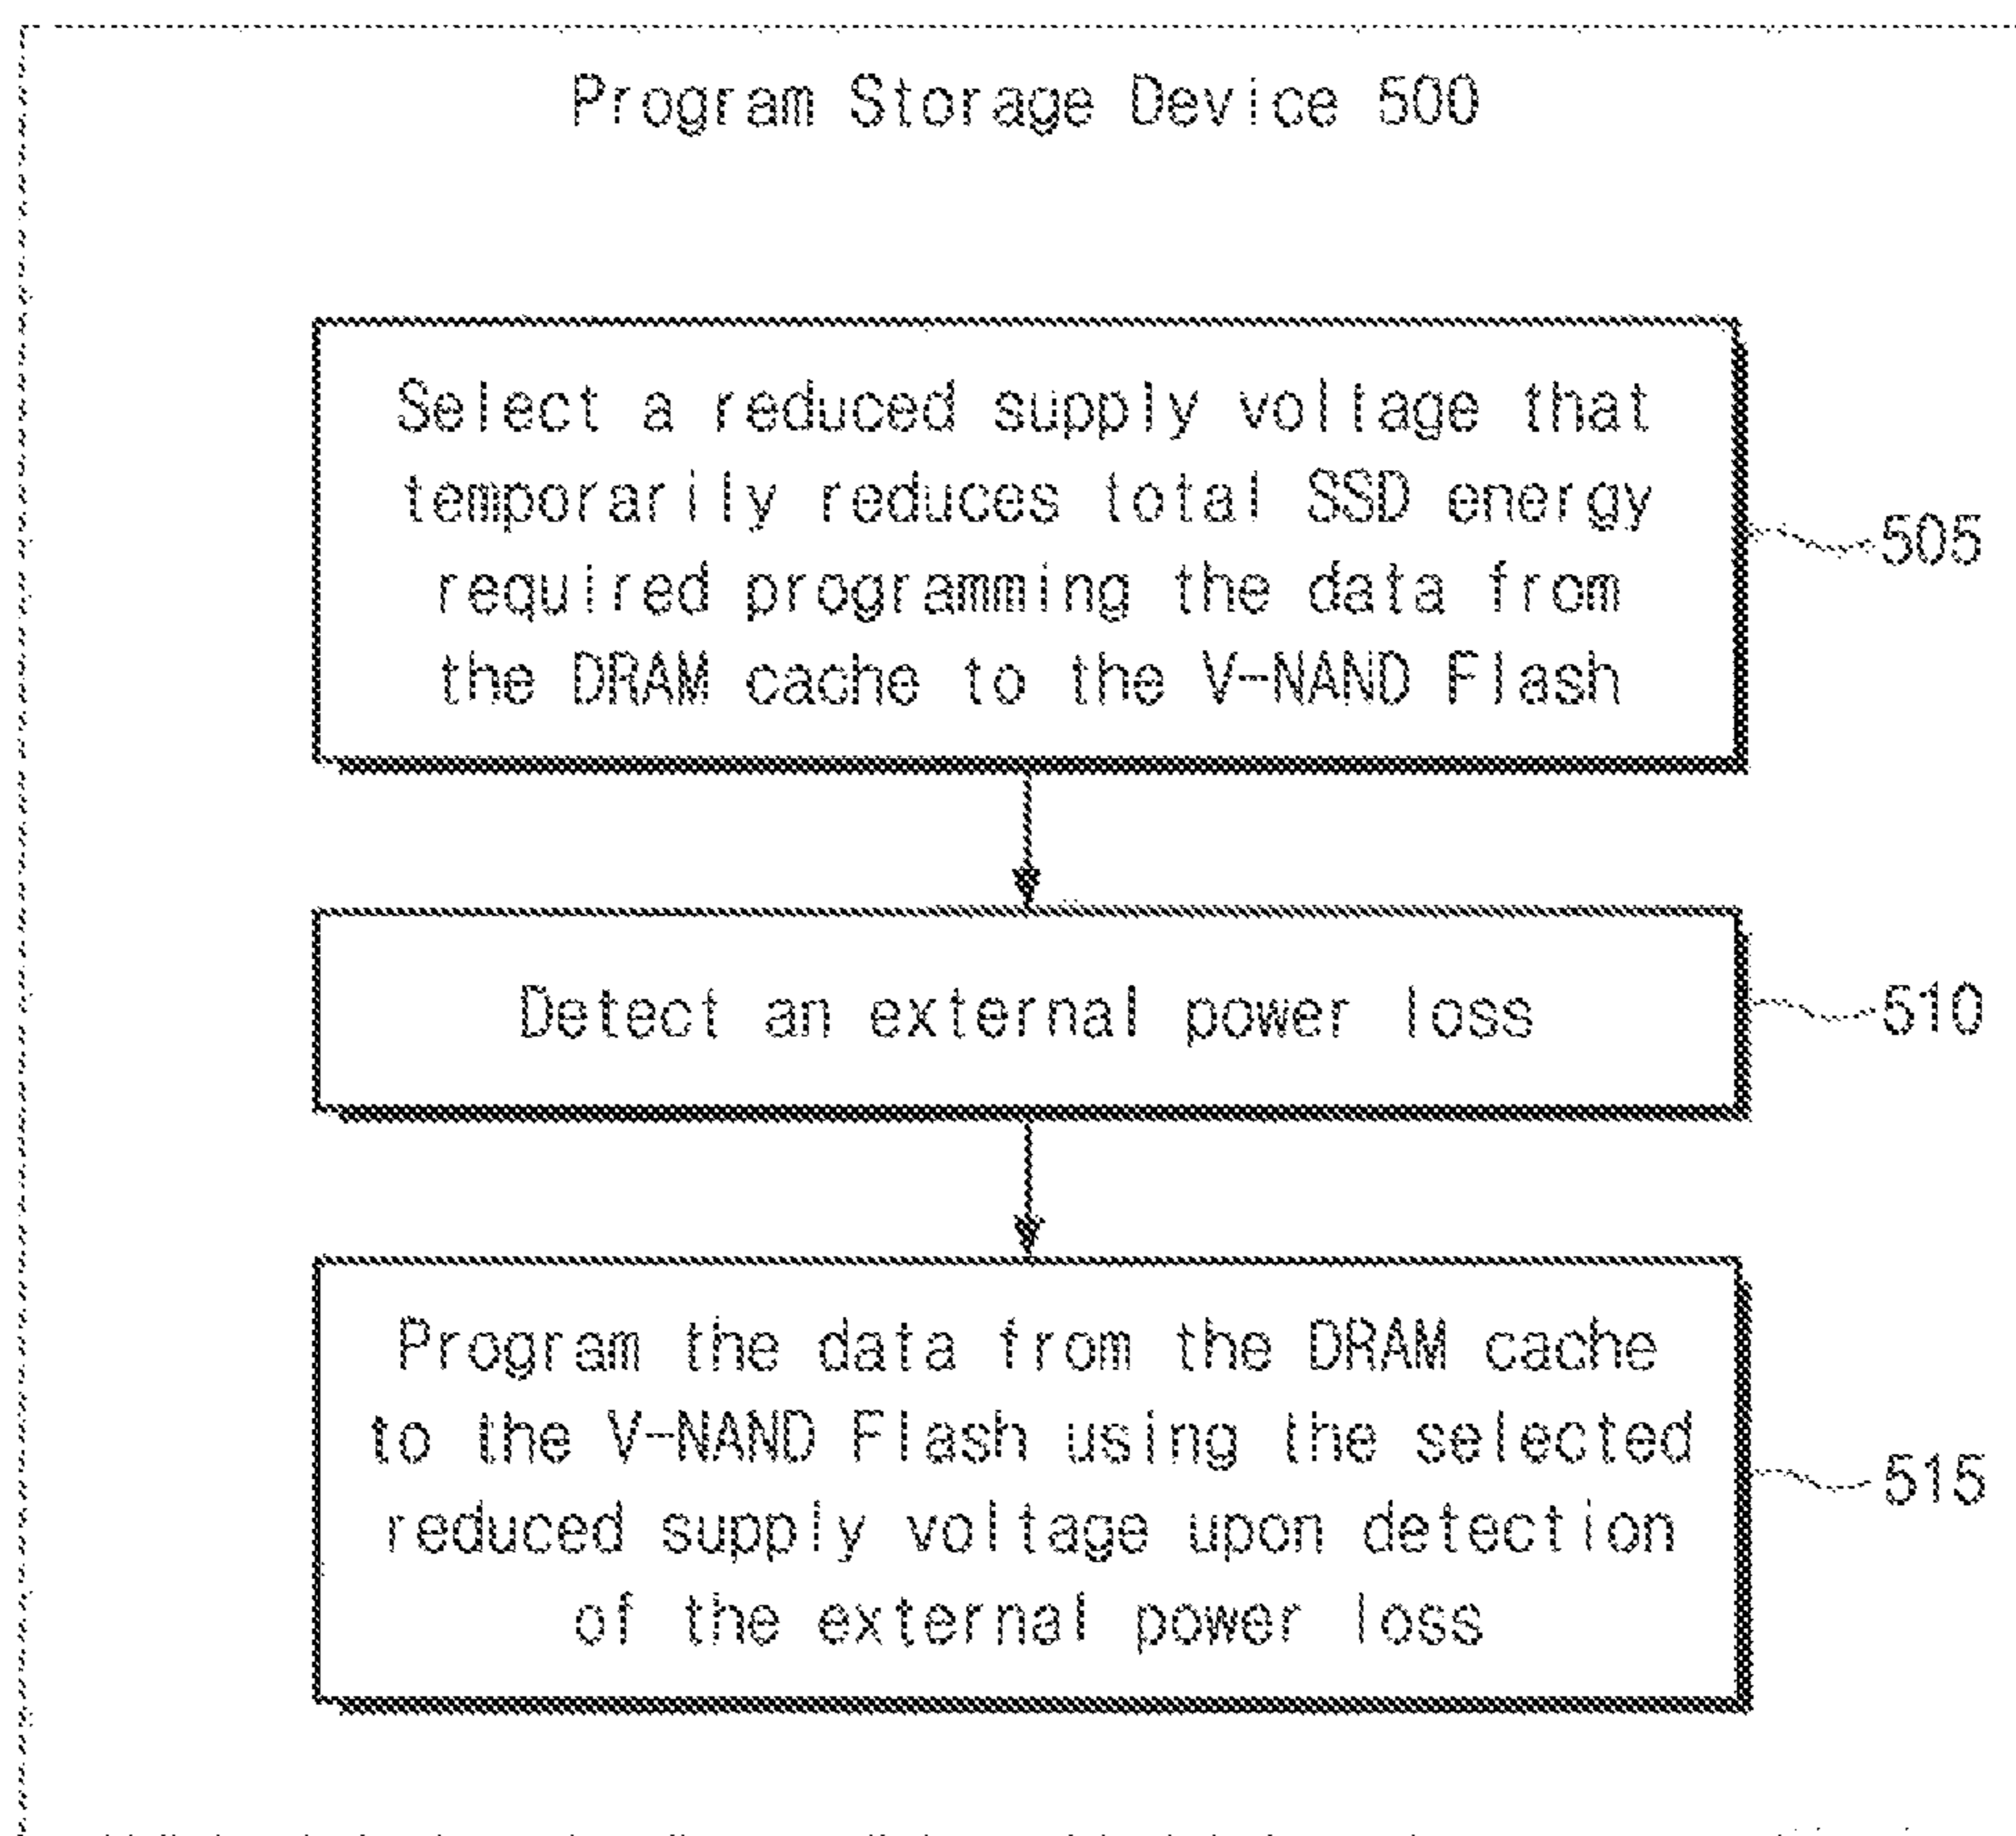 Program Storage Device 500
Select a reduced supply voltage that
temporarily reduces total SSD energy
required programming the data from
the DRAM cache to the V-NAND Flash
505
Detect an external power loss
510
Program the data from the DRAM cache
to the V-NAND Flash using the selected
reduced supply voltage upon detection
of the external power loss
515